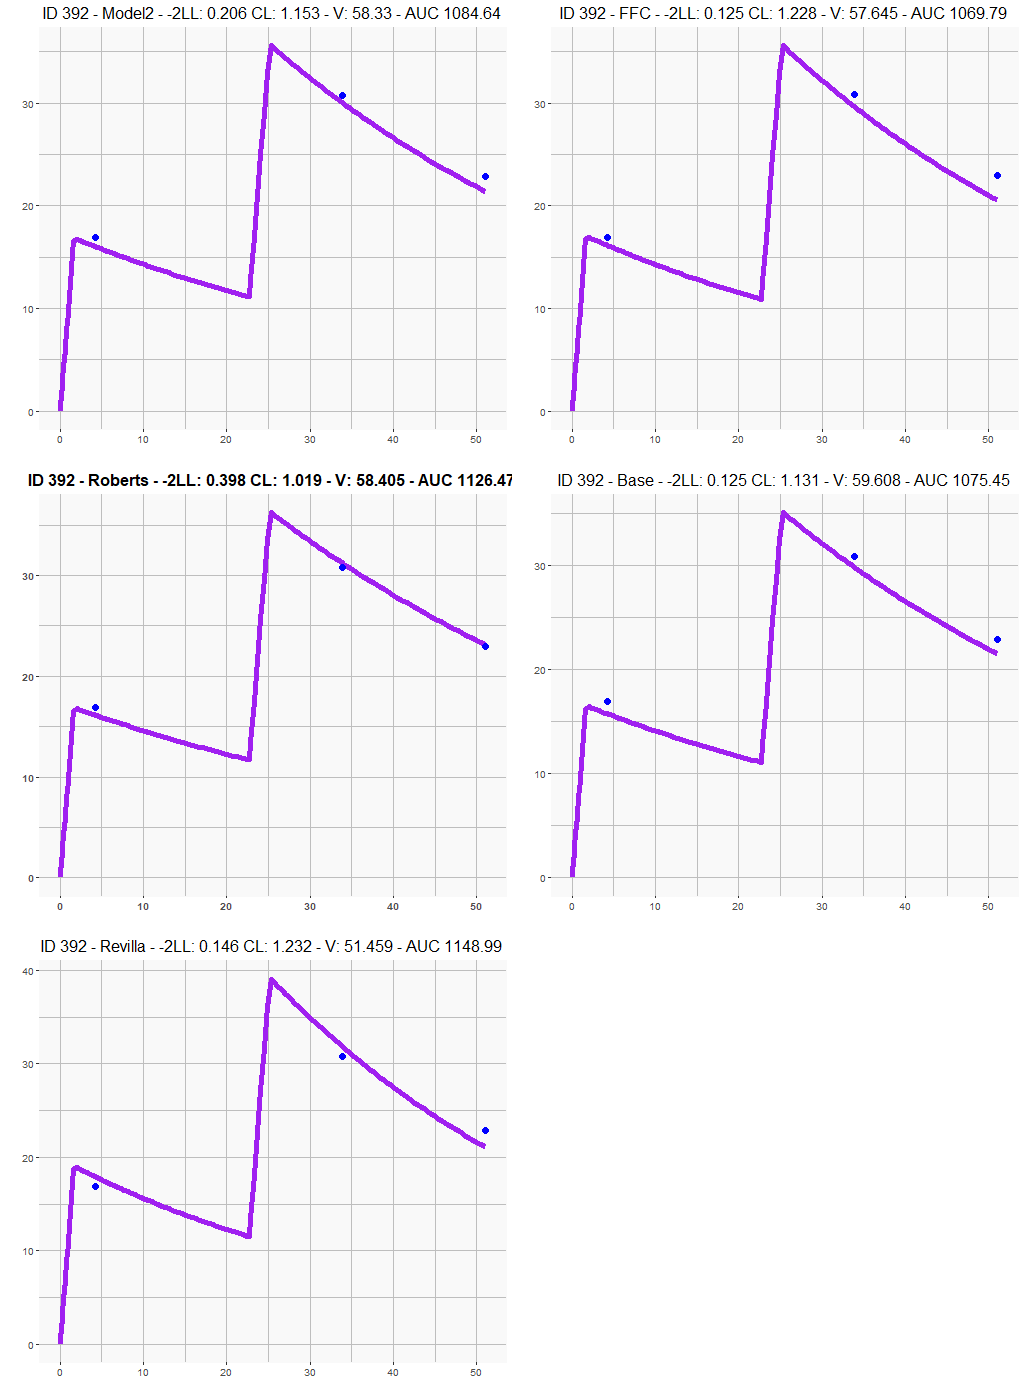 ID 392 - Model2 - -2LL: 0.206 CL: 1.153 - V: 58.33 - AUC 1084.64
30
20
10
0
0 10 20 30 40 50
ID 392 - FFC - -2LL: 0.125 CL: 1.228 - V: 57.645 - AUC 1069.79
30
20
10
0
0 10 20 30 40 50
ID 392 - Roberts - -2LL: 0.398 CL: 1.019 - V: 58.405 - AUC 1126.47
30
20
10
0
0 10 20 30 40 50
ID 392 - Base - -2LL: 0.125 CL: 1.131 - V: 59.608 - AUC 1075.45
30
20
10
0
0 10 20 30 40 50
ID 392 - Revilla - -2LL: 0.146 CL: 1.232 - V: 51.459 - AUC 1148.99
40
30
20
10
0
0 10 20 30 40 50